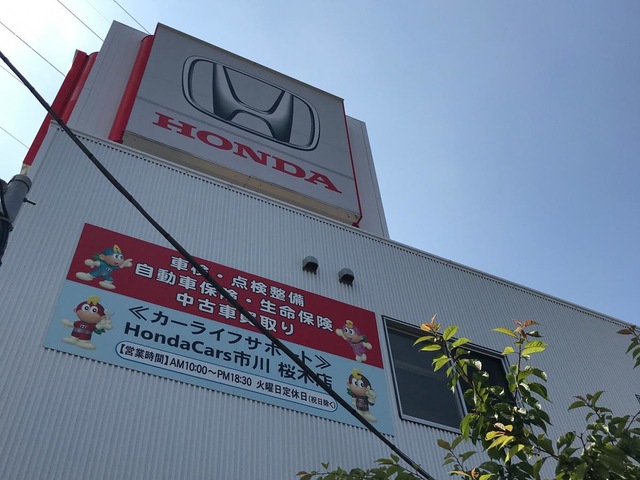 HONDA
車検・点検整備
自動車保険・生命保険
中古車買取り
≪カーライフサポート≫
HondaCars市川 桜木店
【営業時間】AM10:00～PM18:30 火曜日定休日(祝日除く)